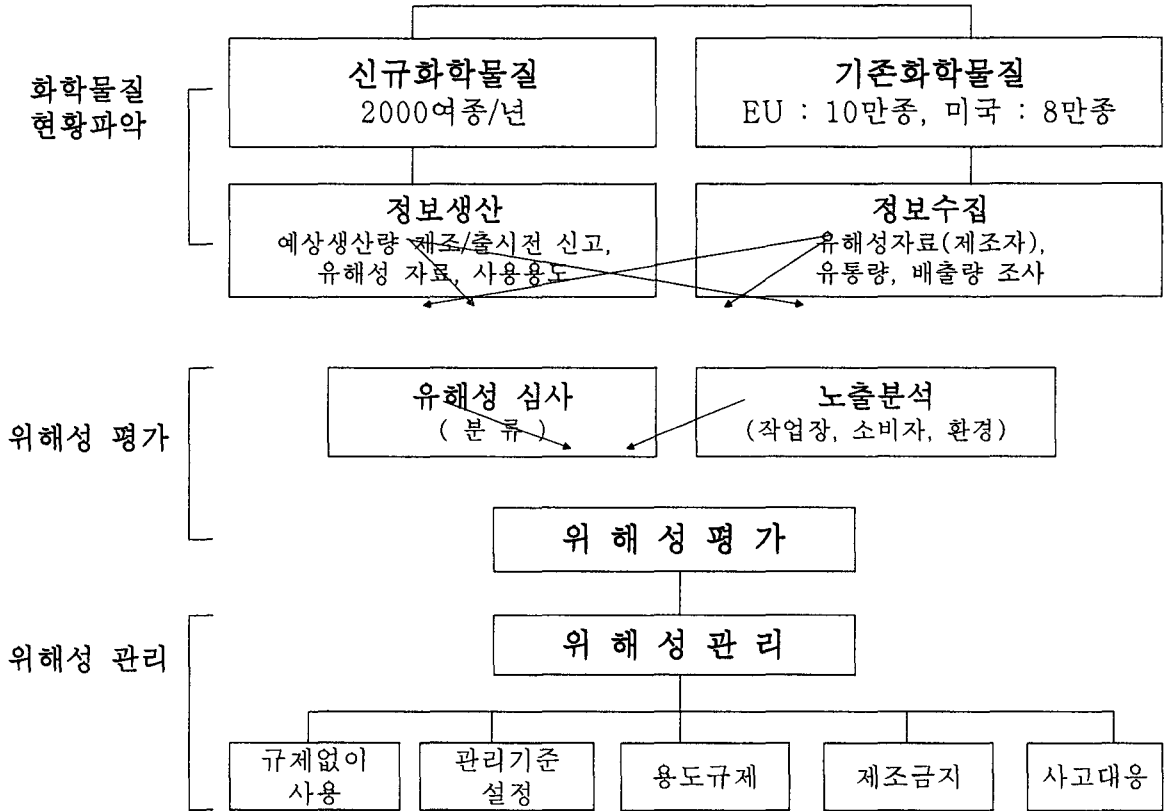 화학물질
현황파악
신규화학물질
2000여종/년
기존화학물질
EU : 10만종, 미국 : 8만종
정보생산
예상생산량 제조/출시전 신고,
유해성 자료, 사용용도
정보수집
유해성자료(제조자),
유통량, 배출량 조사
위해성 평가
유해성 심사
( 분 류 )
노출분석
(작업장, 소비자, 환경)
위 해 성 평 가
위해성 관리
위 해 성 관 리
규제없이
사용
관리기준
설정
용도규제
제조금지
사고대응